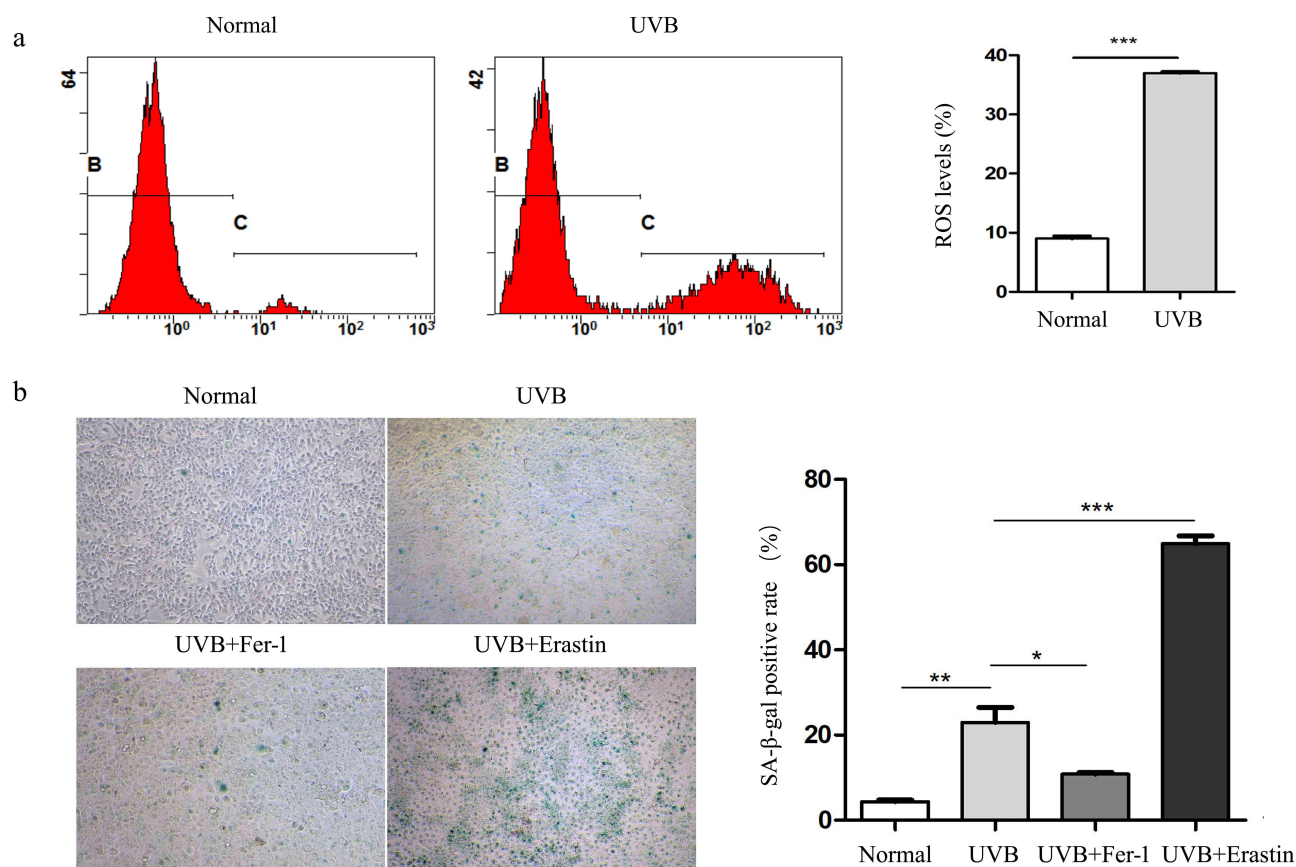 a
Normal
UVB
64
B
C
10⁰ 10¹ 10² 10³
42
B
C
10⁰ 10¹ 10² 10³
ROS levels (%)
40
30
20
10
0
***
Normal UVB
b
Normal
UVB
UVB+Fer-1
UVB+Erastin
SA-β-gal positive rate (%)
80
60
40
20
0
**
*
***
Normal UVB UVB+Fer-1 UVB+Erastin